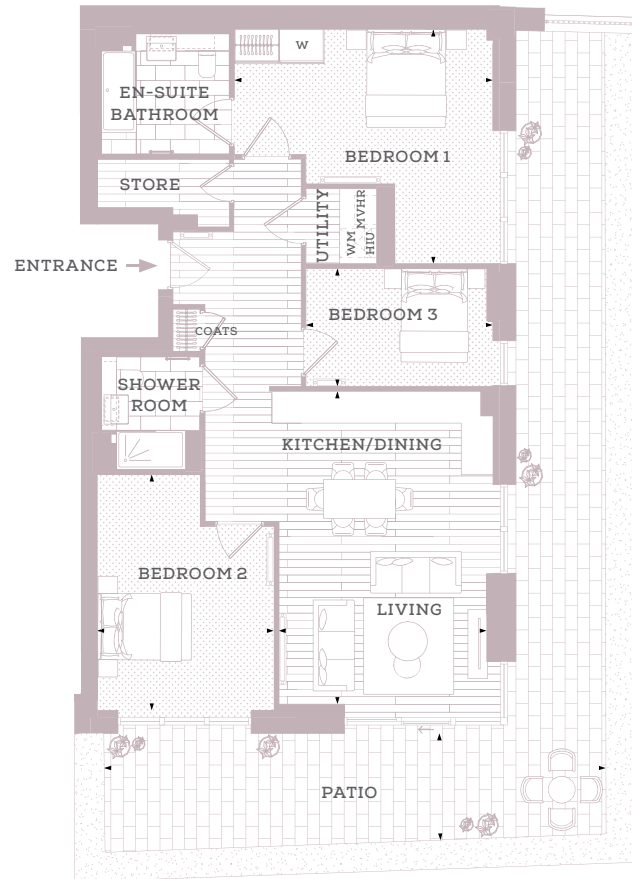 W
EN-SUITE
BATHROOM
BEDROOM 1
STORE
UTILITY
WM
MVHR
HIU
ENTRANCE
BEDROOM 3
COATS
SHOWER
ROOM
KITCHEN/DINING
BEDROOM 2
LIVING
PATIO